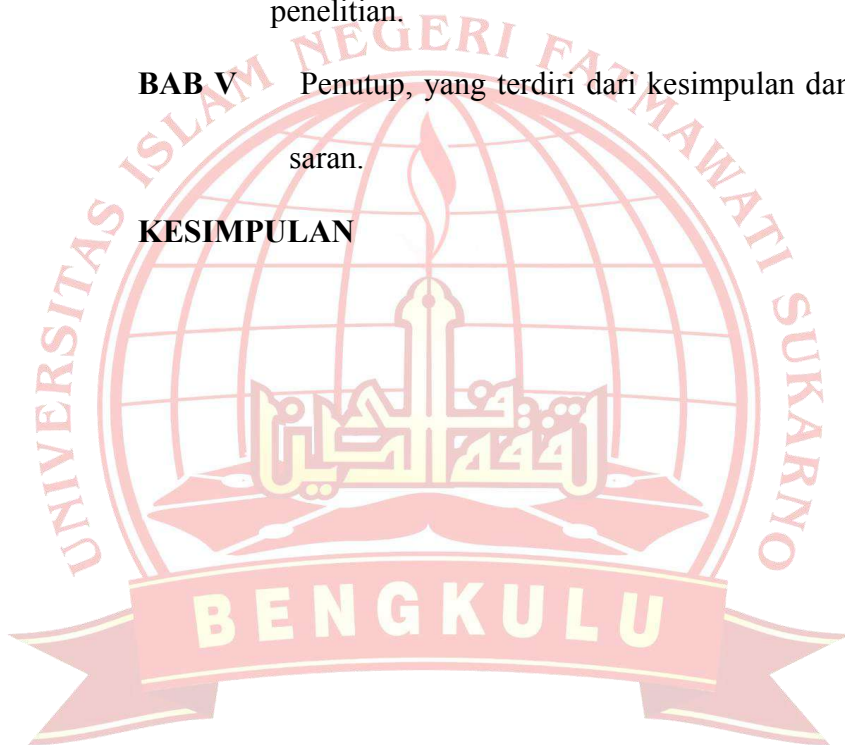 penelitian.
BAB V Penutup, yang terdiri dari kesimpulan dan
saran.
KESIMPULAN
UNIVERSITAS ISLAM NEGERI FATMAWATI SUKARNO
BENGKULU